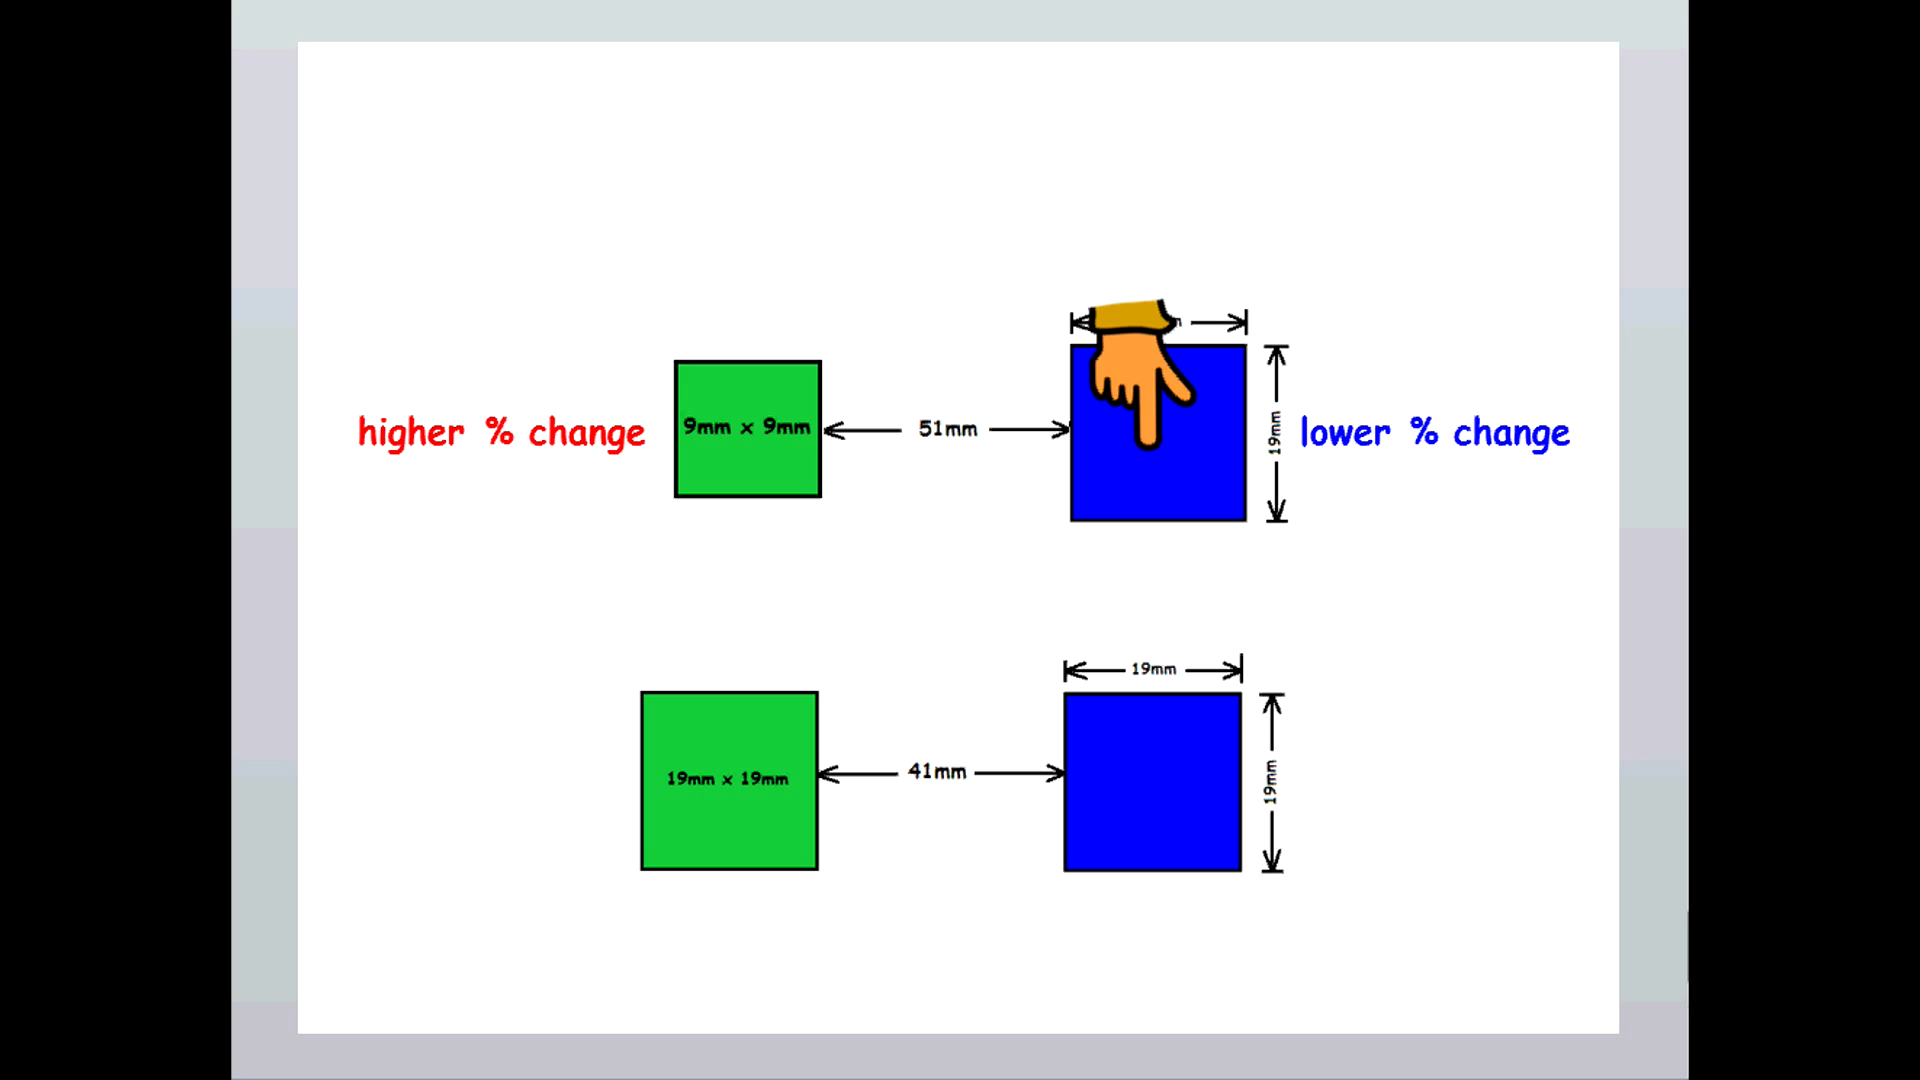 higher % change
9mm x 9mm
51mm
19mm
lower % change
19mm
19mm x 19mm
41mm
19mm